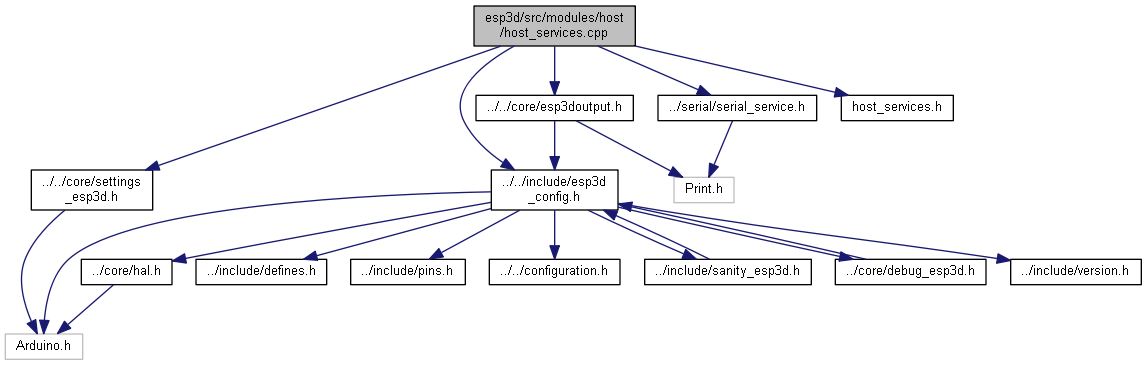 esp3d/src/modules/host
/host_services.cpp
../../core/esp3doutput.h
../serial/serial_service.h
host_services.h
../../core/settings
_esp3d.h
../../include/esp3d
_config.h
Print.h
../core/hal.h
../include/defines.h
../include/pins.h
../../configuration.h
../include/sanity_esp3d.h
../core/debug_esp3d.h
../include/version.h
Arduino.h